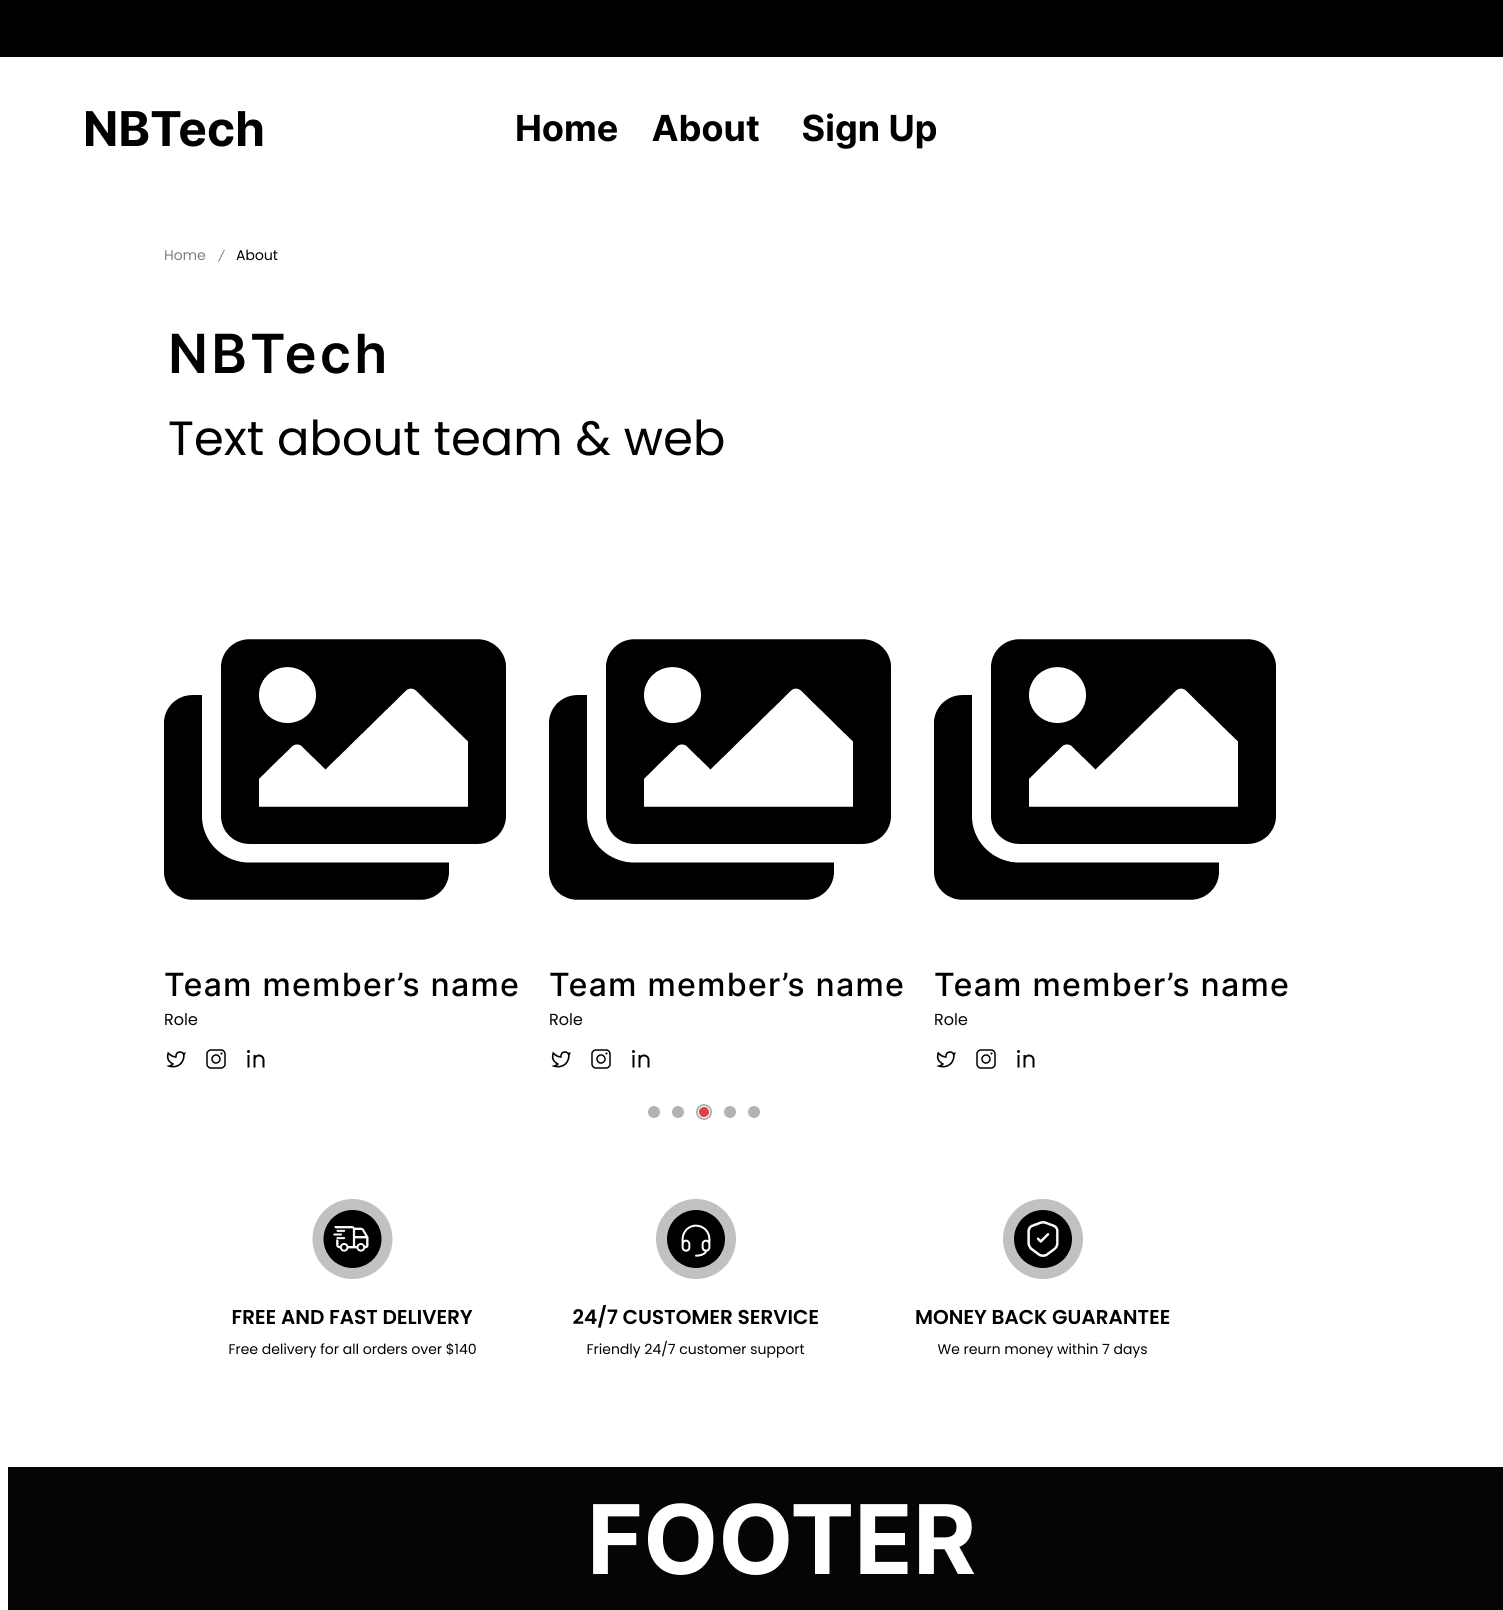 NBTech Home About Sign Up
Home / About
NBTech
Text about team & web
Team member’s name Team member’s name Team member’s name
Role Role Role
in in in
FREE AND FAST DELIVERY 24/7 CUSTOMER SERVICE MONEY BACK GUARANTEE
Free delivery for all orders over $140 Friendly 24/7 customer support We reurn money within 7 days
FOOTER